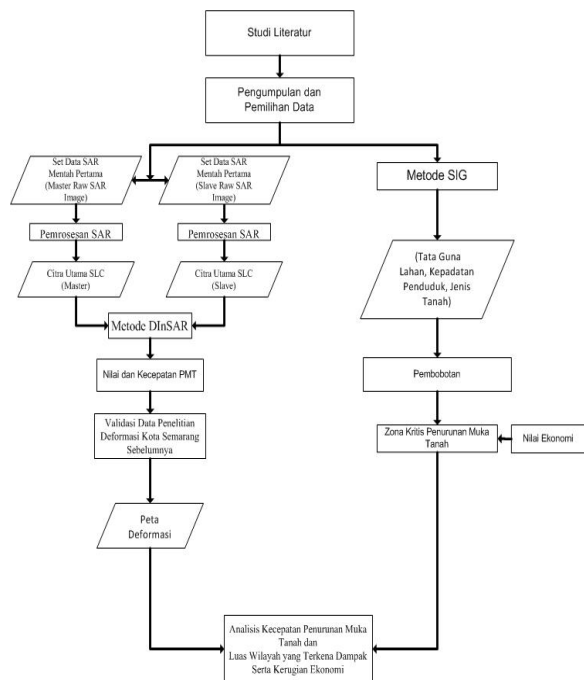 Studi Literatur
Pengumpulan dan
Pemilihan Data
Set Data SAR
Mentah Pertama
(Master Raw SAR
Image)
Set Data SAR
Mentah Pertama
(Slave Raw SAR
Image)
Metode SIG
Pemrosesan SAR
Pemrosesan SAR
Citra Utama SLC
(Master)
Citra Utama SLC
(Slave)
(Tata Guna
Lahan, Kepadatan
Penduduk, Jenis
Tanah)
Metode DInSAR
Nilai dan Kecepatan PMT
Pembobotan
Validasi Data Penelitian
Deformasi Kota Semarang
Sebelumnya
Zona Kritis Penurunan Muka
Tanah
Nilai Ekonomi
Peta
Deformasi
Analisis Kecepatan Penurunan Muka
Tanah dan
Luas Wilayah yang Terkena Dampak
Serta Kerugian Ekonomi